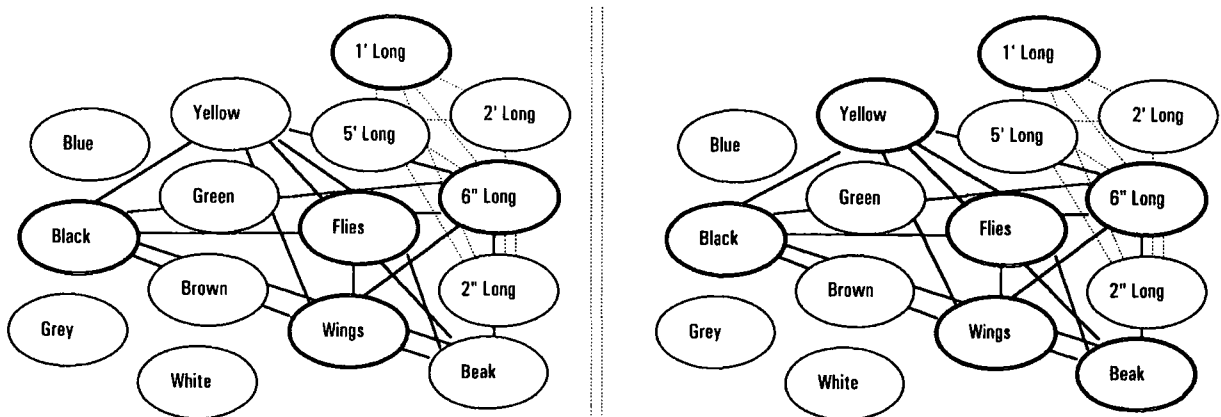 1' Long
Yellow
2' Long
5' Long
Blue
Green
6" Long
Flies
Black
Brown
2" Long
Grey
Wings
White
Beak
1' Long
Yellow
2' Long
5' Long
Blue
Green
6" Long
Flies
Black
Brown
2" Long
Grey
Wings
White
Beak